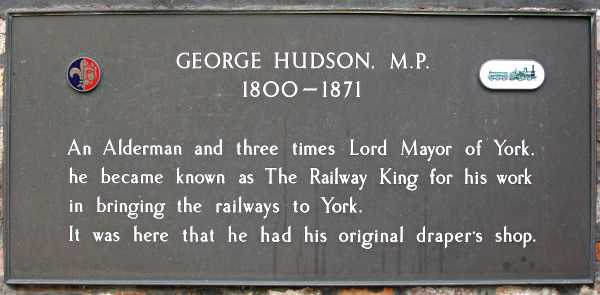 GEORGE HUDSON. M.P.
1800–1871
An Alderman and three times Lord Mayor of York.
he became known as The Railway King for his work
in bringing the railways to York.
It was here that he had his original draper's shop.